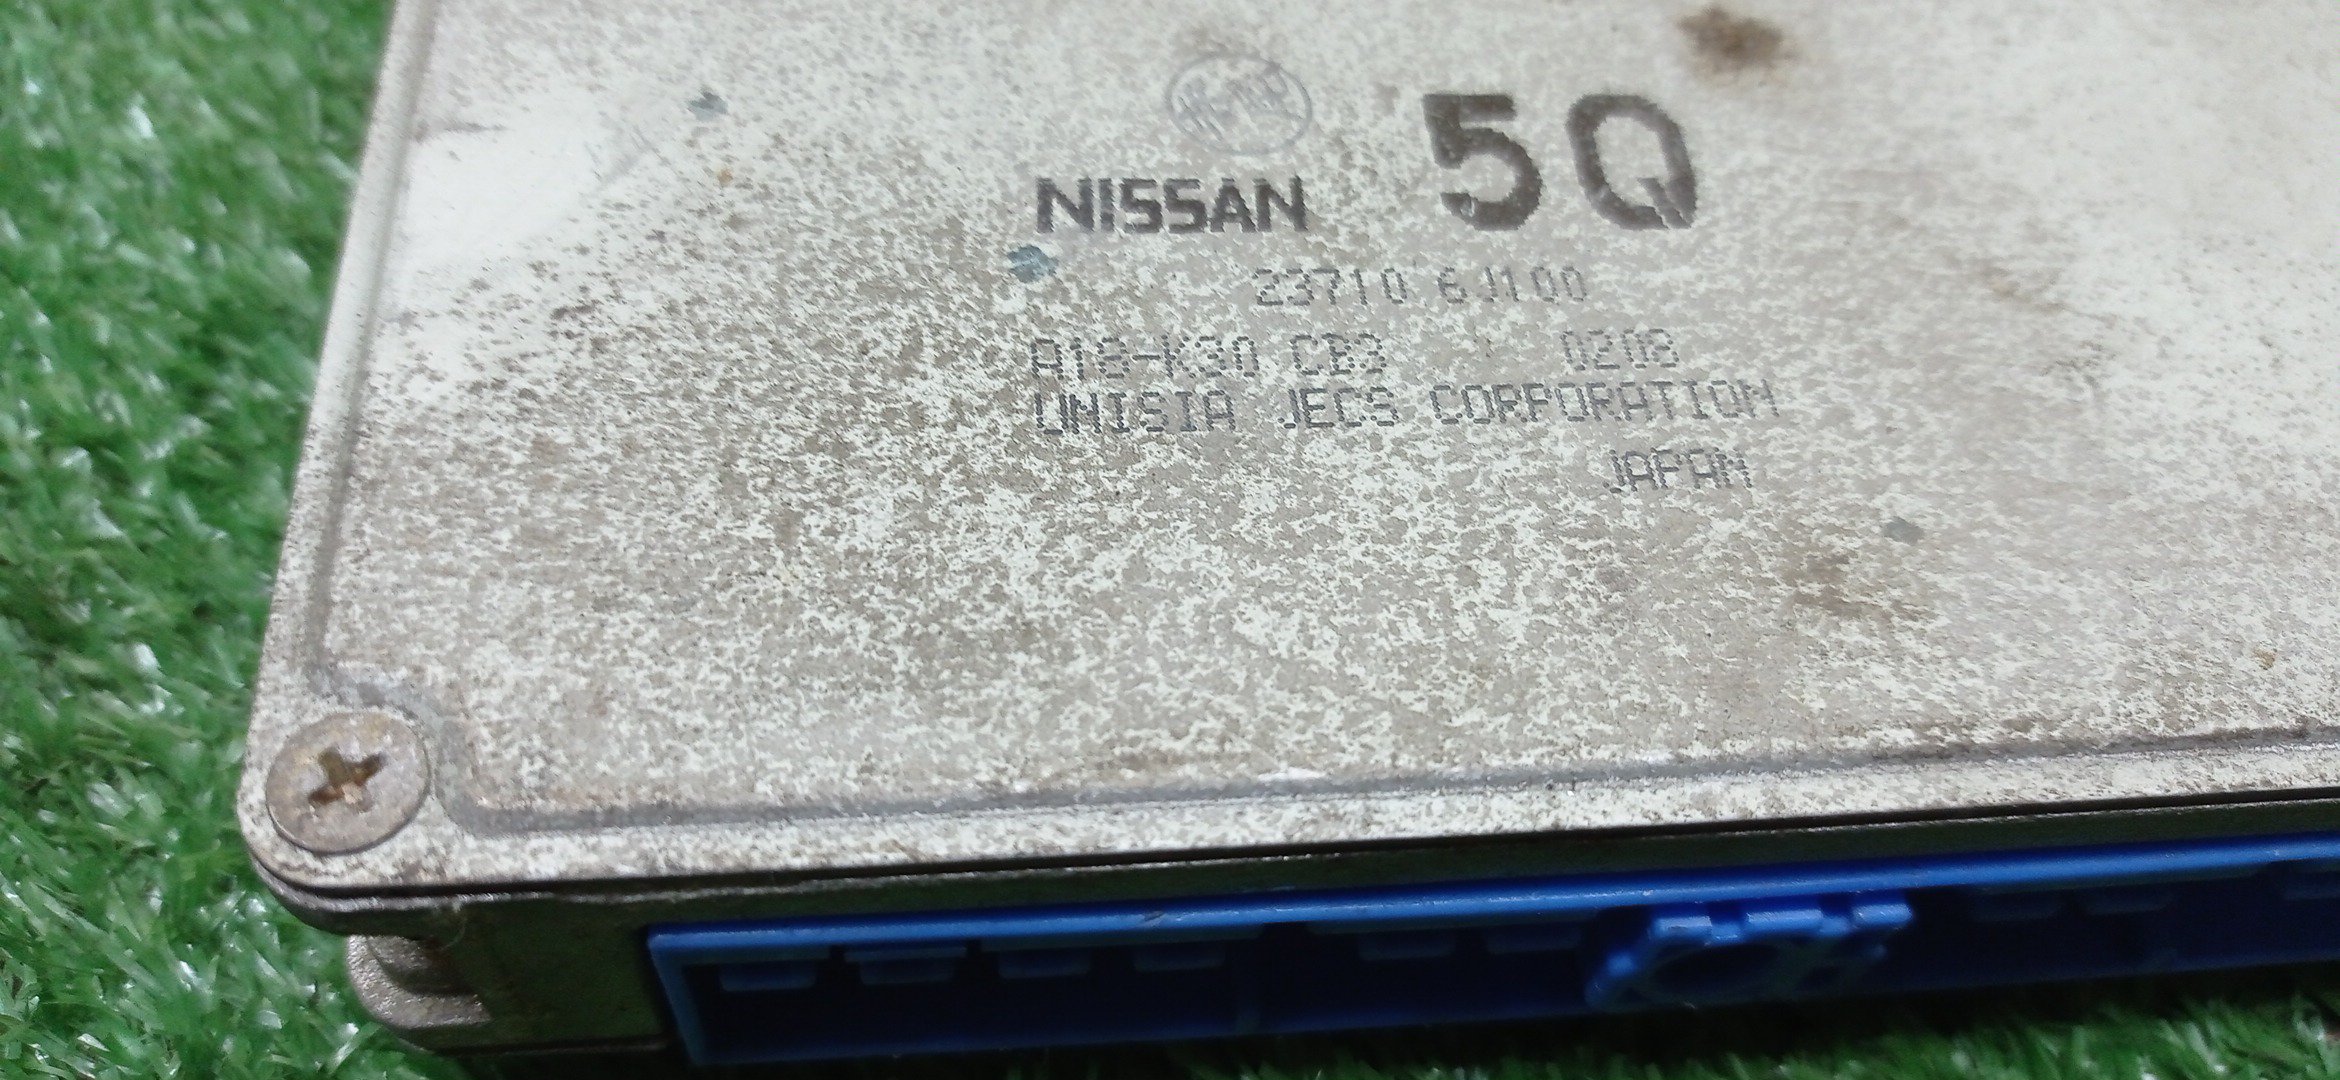 NISSAN 5Q
23710 6J100
A18-K30 CB3 0208
UNISIA JECS CORPORATION
JAPAN